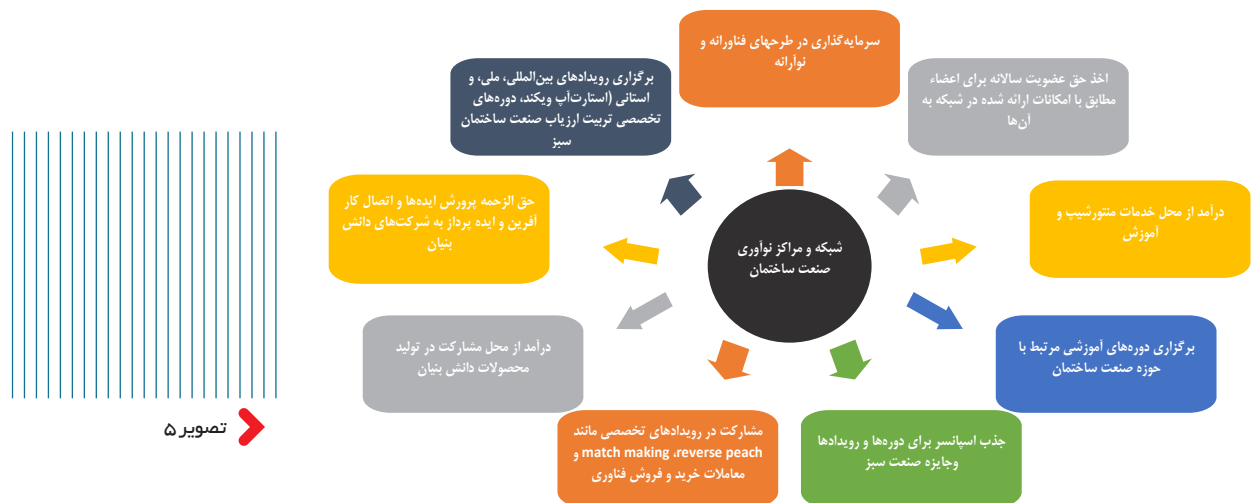 سرمایه‌گذاری در طرحهای فناورانه و
نوآرانه
اخذ حق عضویت سالانه برای اعضاء
مطابق با امکانات ارائه شده در شبکه به
آن‌ها
درآمد از محل خدمات منتورشیپ و
آموزش
برگزاری دوره‌های آموزشی مرتبط با
حوزه صنعت ساختمان
جذب اسپانسر برای دوره‌ها و رویدادها
وجایزه صنعت سبز
مشارکت در رویدادهای تخصصی مانند
match making ،reverse peach و
معاملات خرید و فروش فناوری
درآمد از محل مشارکت در تولید
محصولات دانش بنیان
حق الزحمه پرورش ایده‌ها و اتصال کار
آفرین و ایده پرداز به شرکت‌های دانش
بنیان
برگزاری رویدادهای بین‌المللی، ملی، و
استانی (استارت‌آپ ویکند، دوره‌های
تخصصی تربیت ارزیاب صنعت ساختمان
سبز
شبکه و مراکز نوآوری
صنعت ساختمان
تصویر ۵